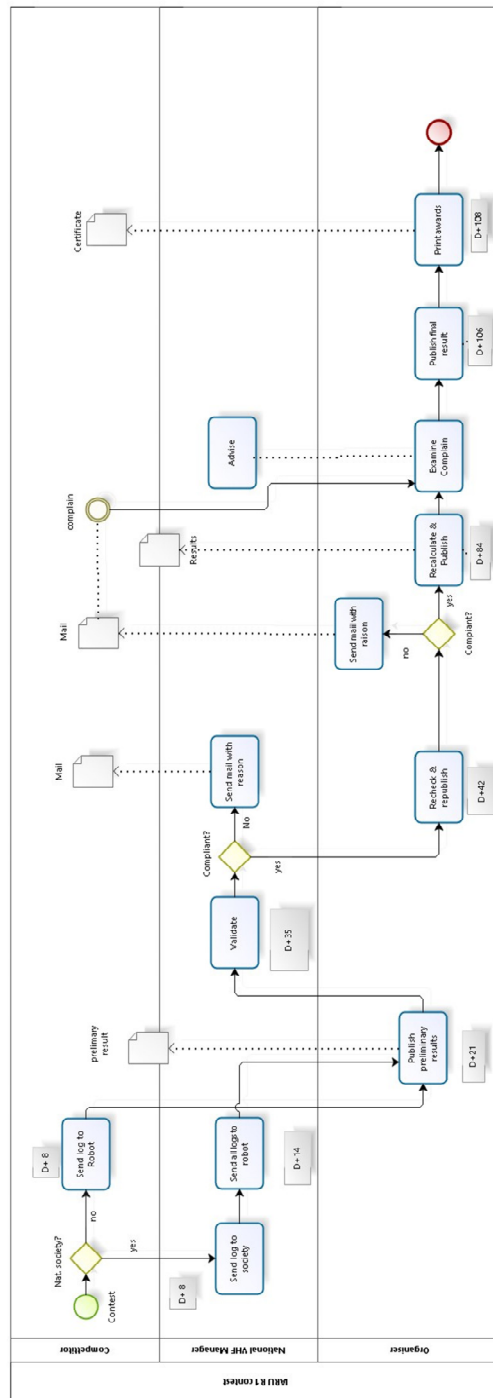 IARU R1 contest
Competitor
National VHF Manager
Organiser
Contest
Nat. society?
no
yes
D+ 8
Send log to
Robot
D+ 8
Send log to
society
Send all logs to
robot
D+14
prelimary
result
Publish
preliminary
results
D+21
Validate
D+35
Compliant?
No
yes
Send mail with
reason
Mail
Recheck &
republish
D+42
Compliant?
no
yes
Send mail with
raison
Mail
Recalculate &
Publish
D+84
Results
complain
Advise
Examine
Complain
Publish final
result
D+106
Print awards
D+108
Certificate